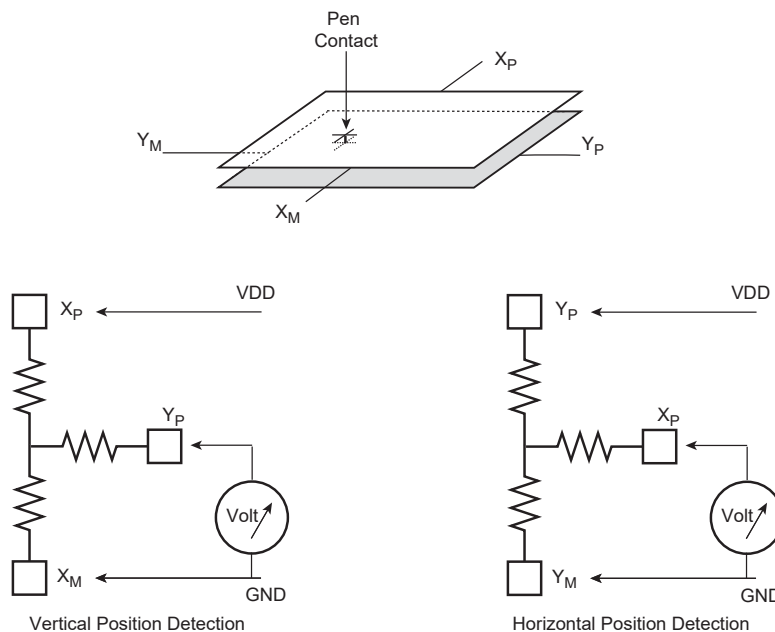 Pen
Contact
X_P
Y_M
Y_P
X_M
VDD
X_P
Y_P
Volt
X_M
GND
Vertical Position Detection
VDD
Y_P
X_P
Volt
Y_M
GND
Horizontal Position Detection